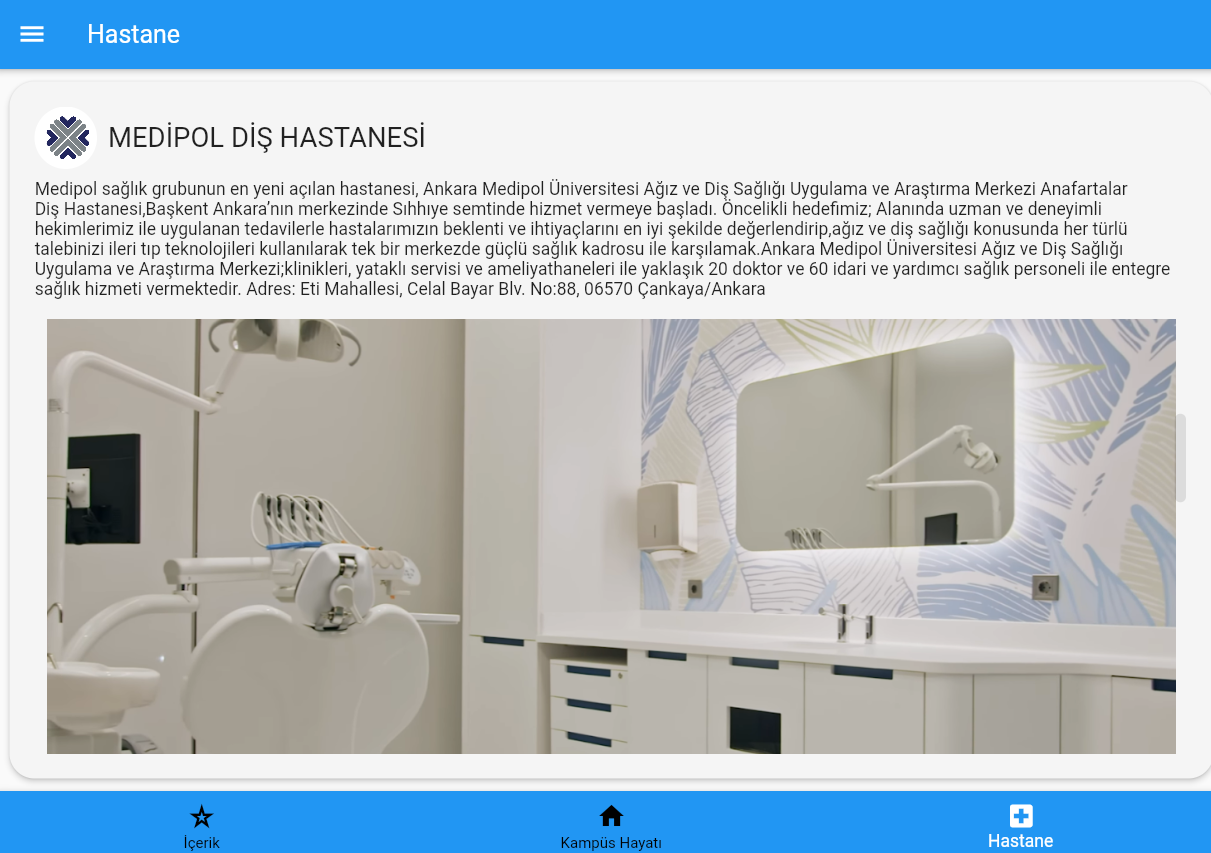 Hastane
MEDİPOL DİŞ HASTANESİ
Medipol sağlık grubunun en yeni açılan hastanesi, Ankara Medipol Üniversitesi Ağız ve Diş Sağlığı Uygulama ve Araştırma Merkezi Anafartalar
Diş Hastanesi,Başkent Ankara’nın merkezinde Sıhhıye semtinde hizmet vermeye başladı. Öncelikli hedefimiz; Alanında uzman ve deneyimli
hekimlerimiz ile uygulanan tedavilerle hastalarımızın beklenti ve ihtiyaçlarını en iyi şekilde değerlendirip,ağız ve diş sağlığı konusunda her türlü
talebinizi ileri tıp teknolojileri kullanılarak tek bir merkezde güçlü sağlık kadrosu ile karşılamak.Ankara Medipol Üniversitesi Ağız ve Diş Sağlığı
Uygulama ve Araştırma Merkezi;klinikleri, yataklı servisi ve ameliyathaneleri ile yaklaşık 20 doktor ve 60 idari ve yardımcı sağlık personeli ile entegre
sağlık hizmeti vermektedir. Adres: Eti Mahallesi, Celal Bayar Blv. No:88, 06570 Çankaya/Ankara
İçerik
Kampüs Hayatı
Hastane